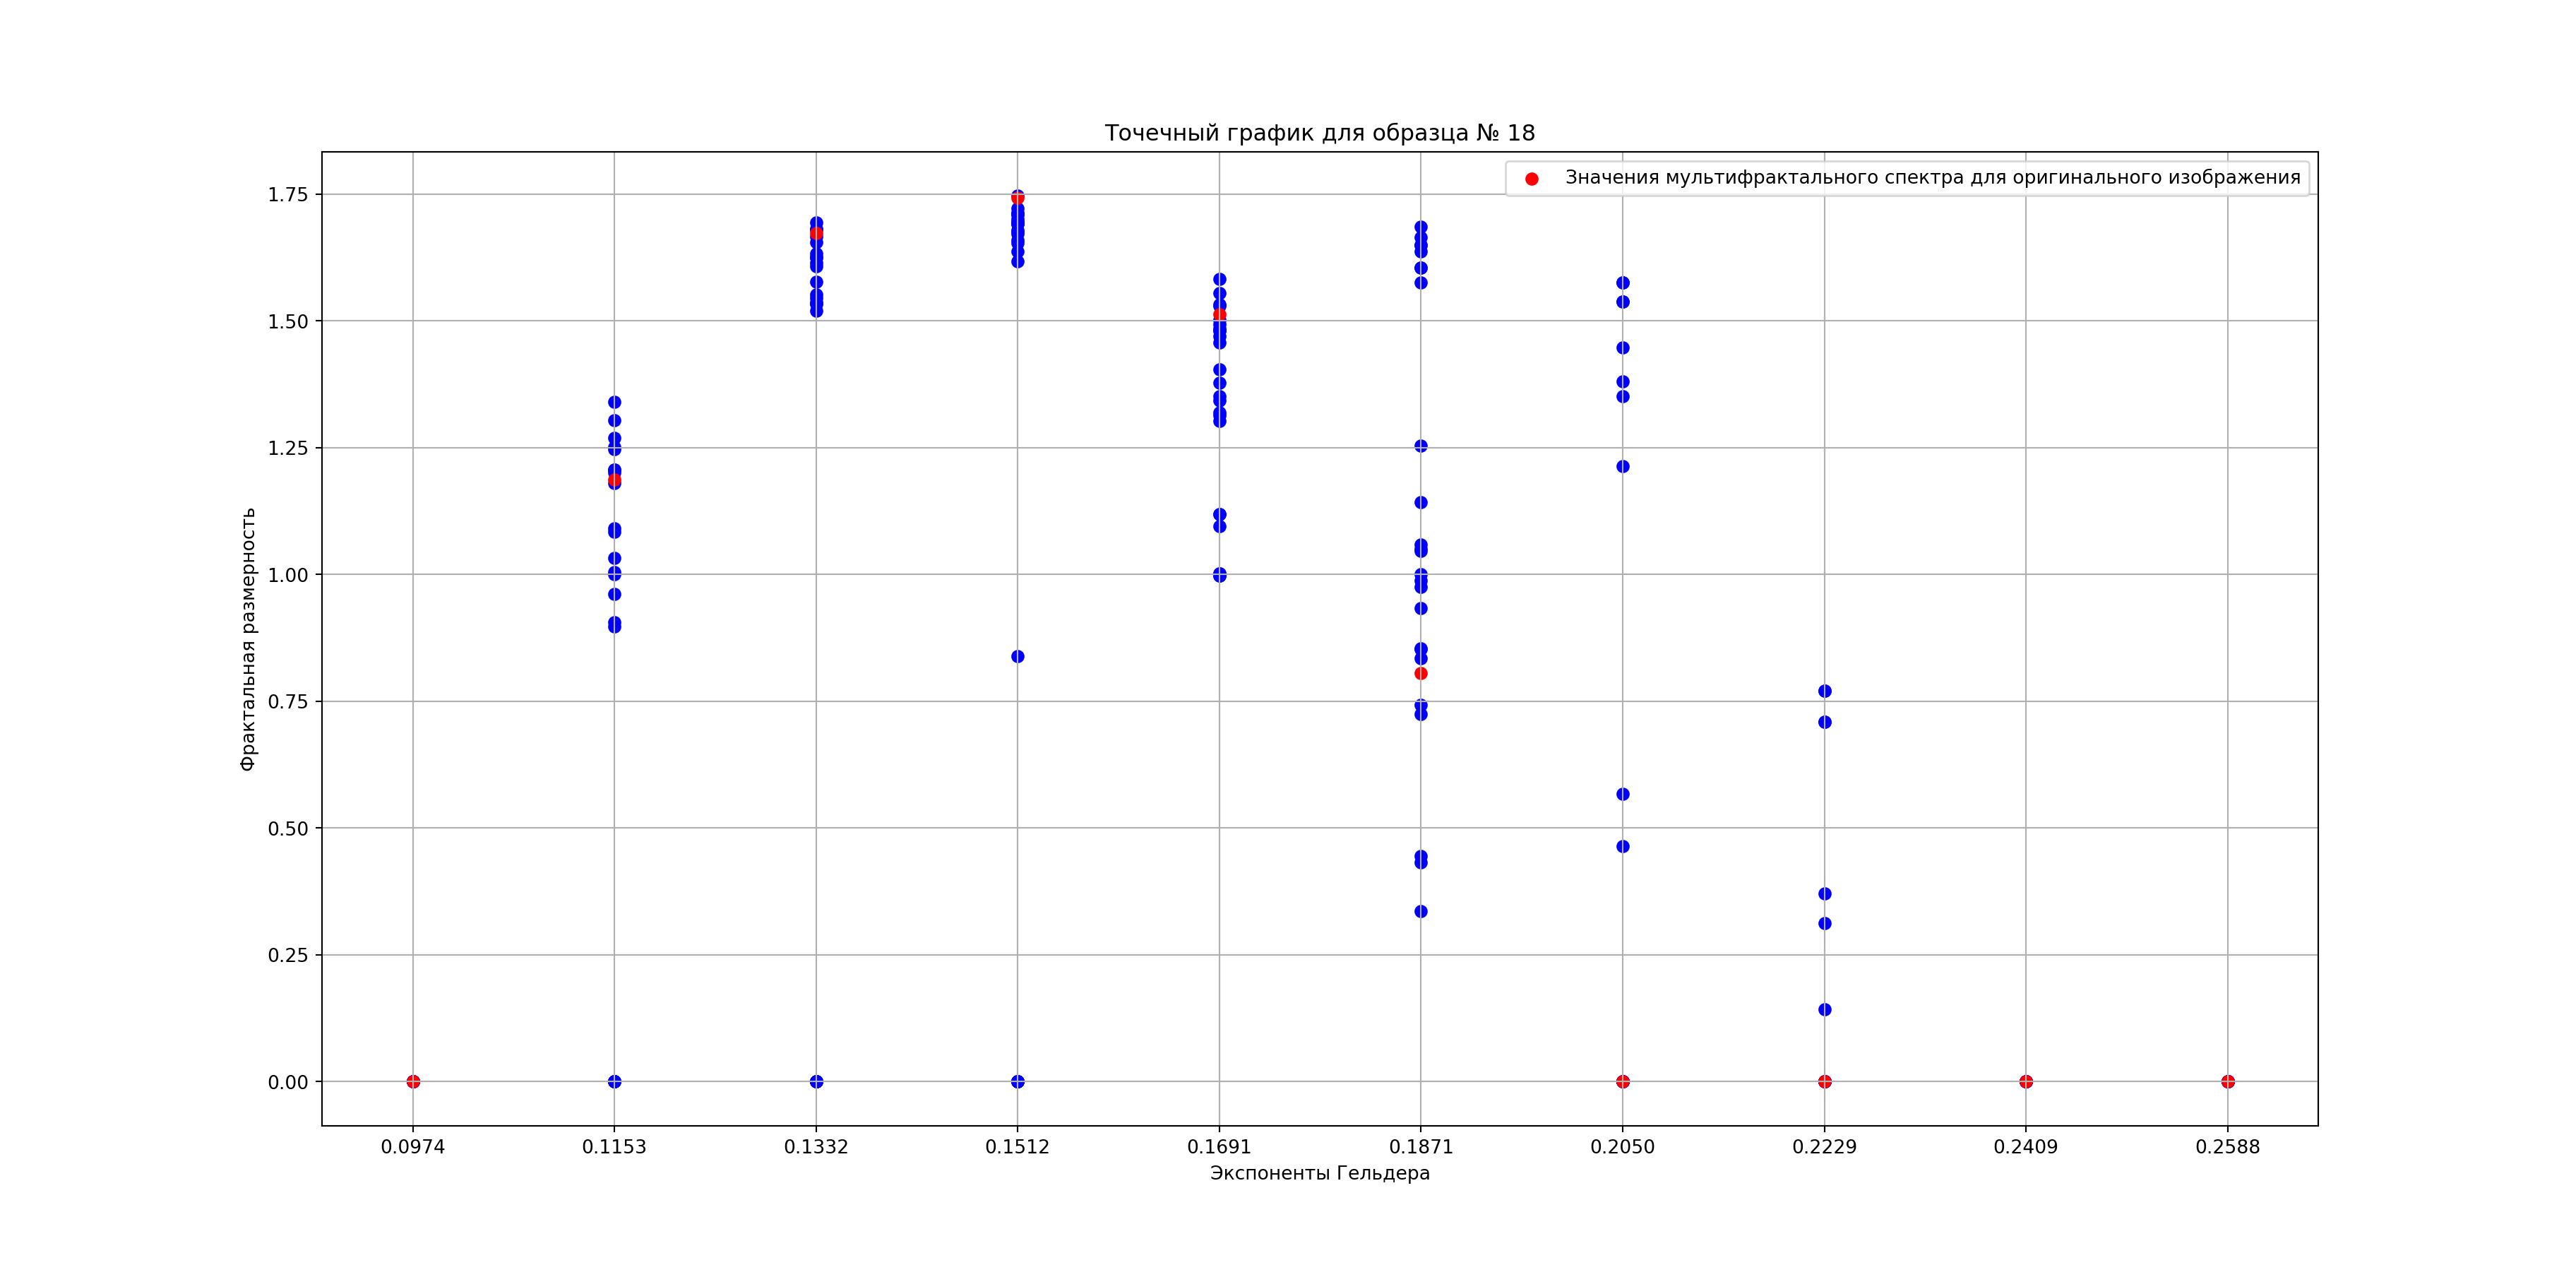 Точечный график для образца № 18
Значения мультифрактального спектра для оригинального изображения
Фрактальная размерность
1.75
1.50
1.25
1.00
0.75
0.50
0.25
0.00
0.0974 0.1153 0.1332 0.1512 0.1691 0.1871 0.2050 0.2229 0.2409 0.2588
Экспоненты Гельдера